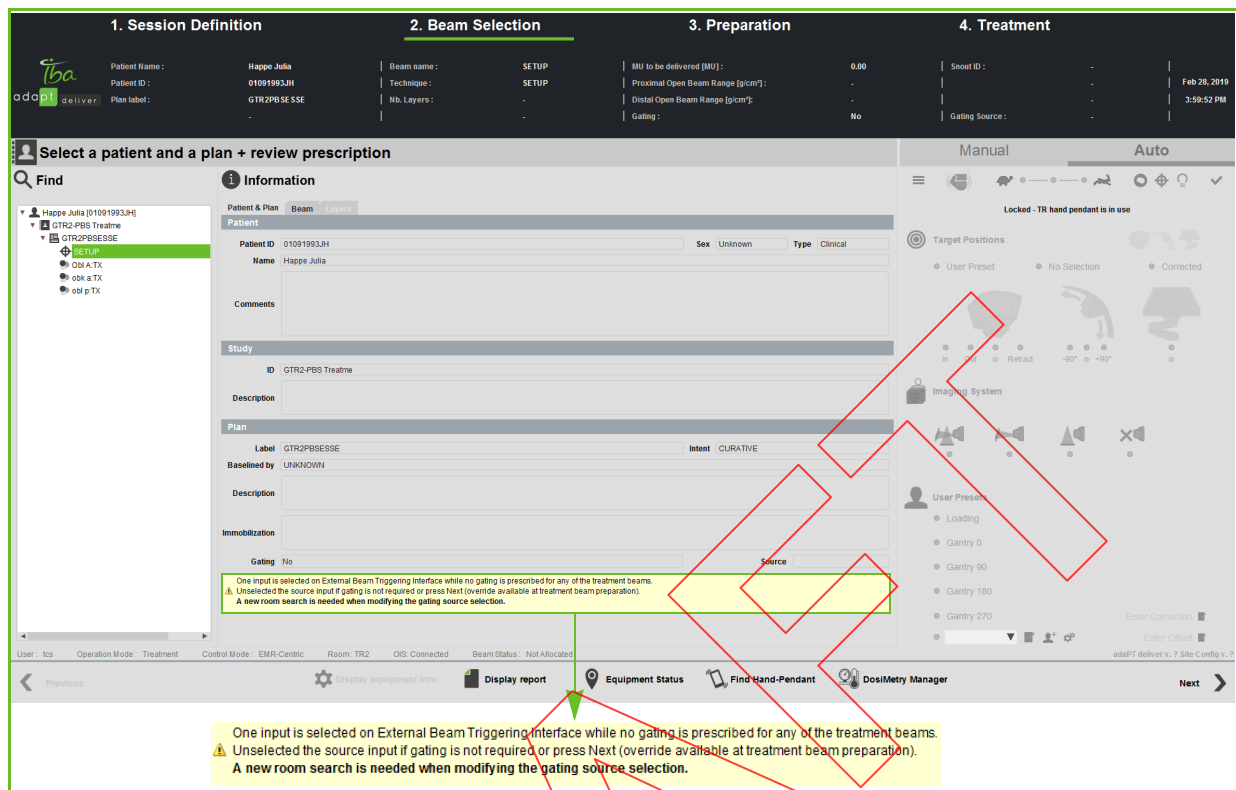 1. Session Definition
2. Beam Selection
3. Preparation
4. Treatment
iba
adapt deliver
Patient Name : Happe Julia
Patient ID : 01091993JH
Plan label : GTR2PBSESSE
-
Beam name : SETUP
Technique : SETUP
Nb. Layers : -
-
MU to be delivered [MU] : 0.00
Proximal Open Beam Range [g/cm²] : -
Distal Open Beam Range [g/cm²]: -
Gating : No
Snout ID : -
-
-
Gating Source : -
Feb 28, 2019
3:59:52 PM
Select a patient and a plan + review prescription
Manual
Auto
Find
Information
Happe Julia [01091993JH]
GTR2-PBS Treatme
GTR2PBSESSE
SETUP
Obl A:TX
obk a:TX
obl p:TX
Patient & Plan Beam Layers
Patient
Patient ID 01091993JH Sex Unknown Type Clinical
Name Happe Julia
Comments
Study
ID GTR2-PBS Treatme
Description
Plan
Label GTR2PBSESSE Intent CURATIVE
Baselined by UNKNOWN
Description
Immobilization
Gating No Source
One input is selected on External Beam Triggering Interface while no gating is prescribed for any of the treatment beams.
Unselected the source input if gating is not required or press Next (override available at treatment beam preparation).
A new room search is needed when modifying the gating source selection.
Locked - TR hand pendant is in use
Target Positions
User Preset No Selection Corrected
In Out Retract -90° +90°
Imaging System
User Presets
Loading
Gantry 0
Gantry 90
Gantry 180
Gantry 270
Enter Correction
Enter Offset
User : tcs Operation Mode : Treatment Control Mode : EMR-Centric Room : TR2 OIS: Connected Beam Status : Not Allocated
adaPT deliver v. ? Site Config v. ?
Previous
Display equipment info
Display report
Equipment Status
Find Hand-Pendant
DosiMetry Manager
Next
One input is selected on External Beam Triggering Interface while no gating is prescribed for any of the treatment beams.
Unselected the source input if gating is not required or press Next (override available at treatment beam preparation).
A new room search is needed when modifying the gating source selection.